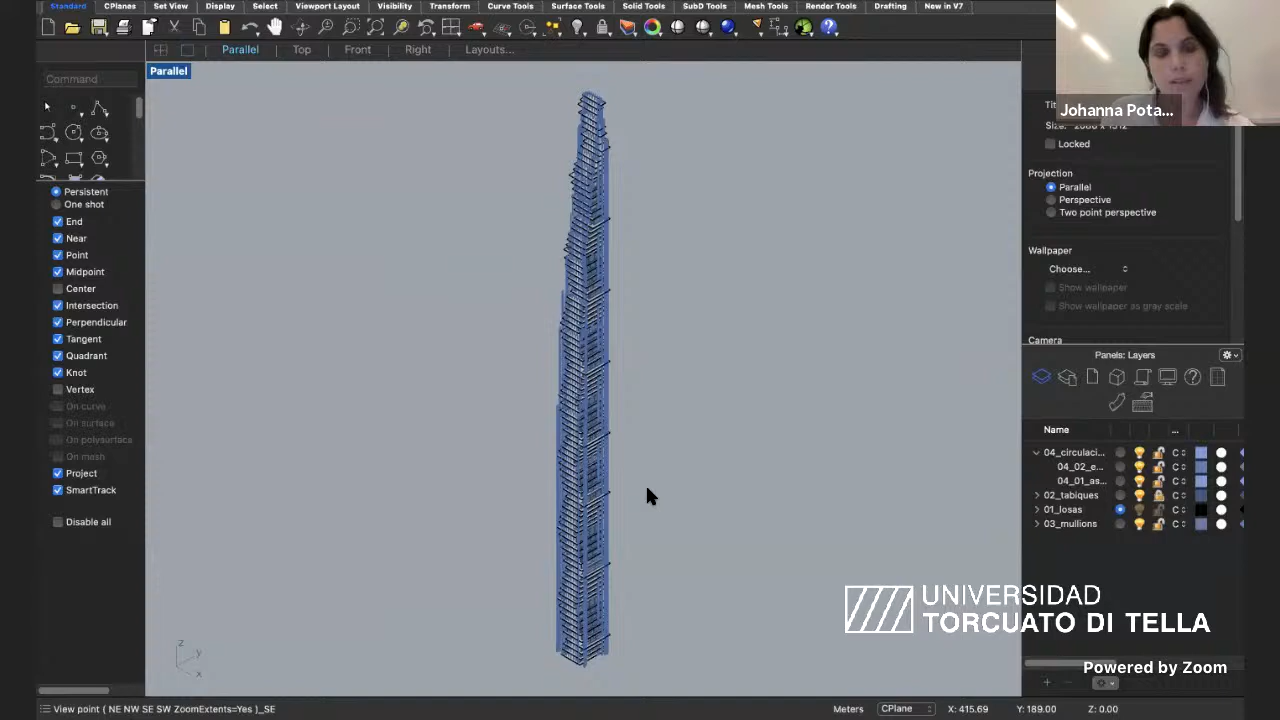 Standard CPlanes Set View Display Select Viewport Layout Visibility Transform Curve Tools Surface Tools Solid Tools SubD Tools Mesh Tools Render Tools Drafting New in V7
Parallel Top Front Right Layouts...
Parallel
Command
Johanna Pota...
Locked
Persistent
One shot
End
Near
Point
Midpoint
Center
Intersection
Perpendicular
Tangent
Quadrant
Knot
Vertex
On curve
On surface
On polysurface
On mesh
Project
SmartTrack
Disable all
Projection
Parallel
Perspective
Two point perspective
Wallpaper
Choose...
Show wallpaper
Show wallpaper as gray scale
Camera
Panels: Layers
Name ...
04_circulaci... C
04_02_e... C
04_01_as... C
02_tabiques C
01_losas C
03_mullions C
UNIVERSIDAD
TORCUATO DI TELLA
Powered by Zoom
z
y
x
View point ( NE NW SE SW ZoomExtents=Yes )_SE Meters CPlane X: 415.69 Y: 189.00 Z: 0.00